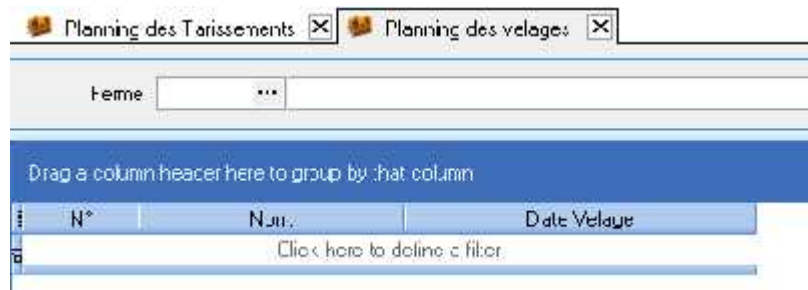 Planning des Tarissements Planning des velages
Ferme ...
Drag a column header here to group by that column
N° Nom. Date Velage
Click here to define a filter